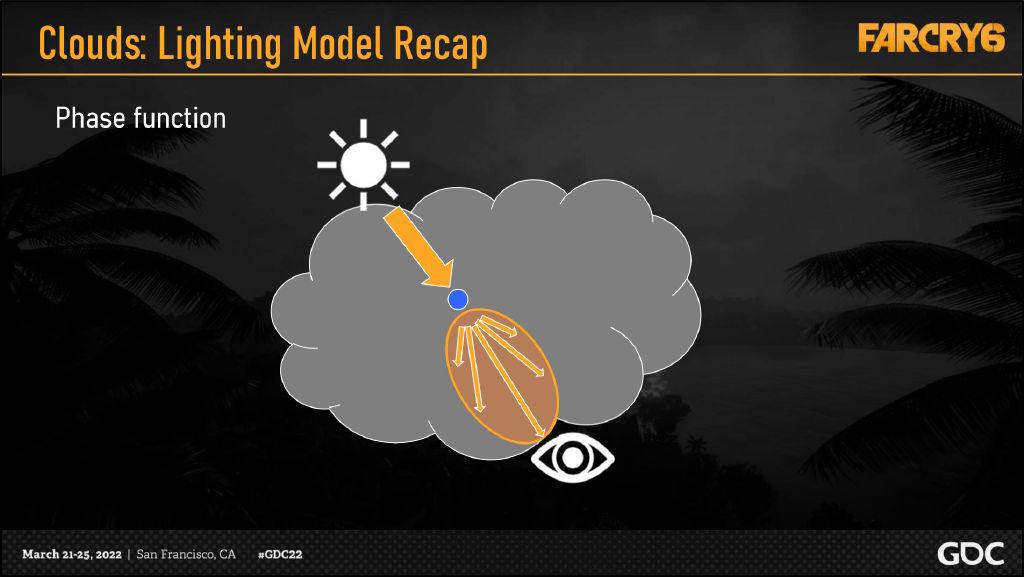 Clouds: Lighting Model Recap
FARCRY6
Phase function
March 21-25, 2022 | San Francisco, CA #GDC22
GDC